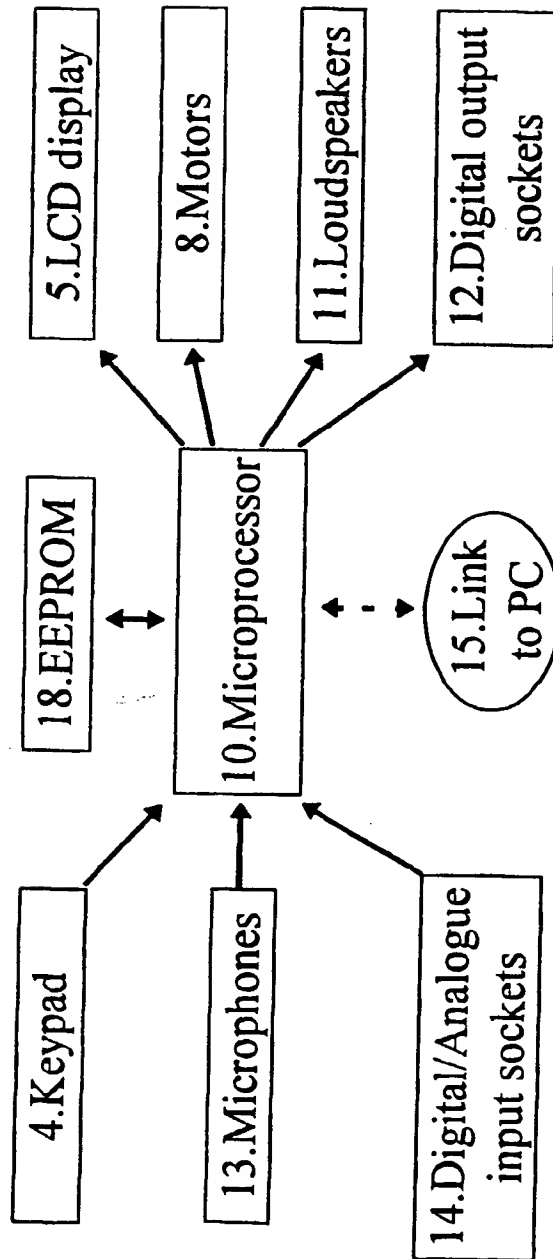 4.Keypad
13.Microphones
14.Digital/Analogue
input sockets
18.EEPROM
10.Microprocessor
15.Link
to PC
5.LCD display
8.Motors
11.Loudspeakers
12.Digital output
sockets